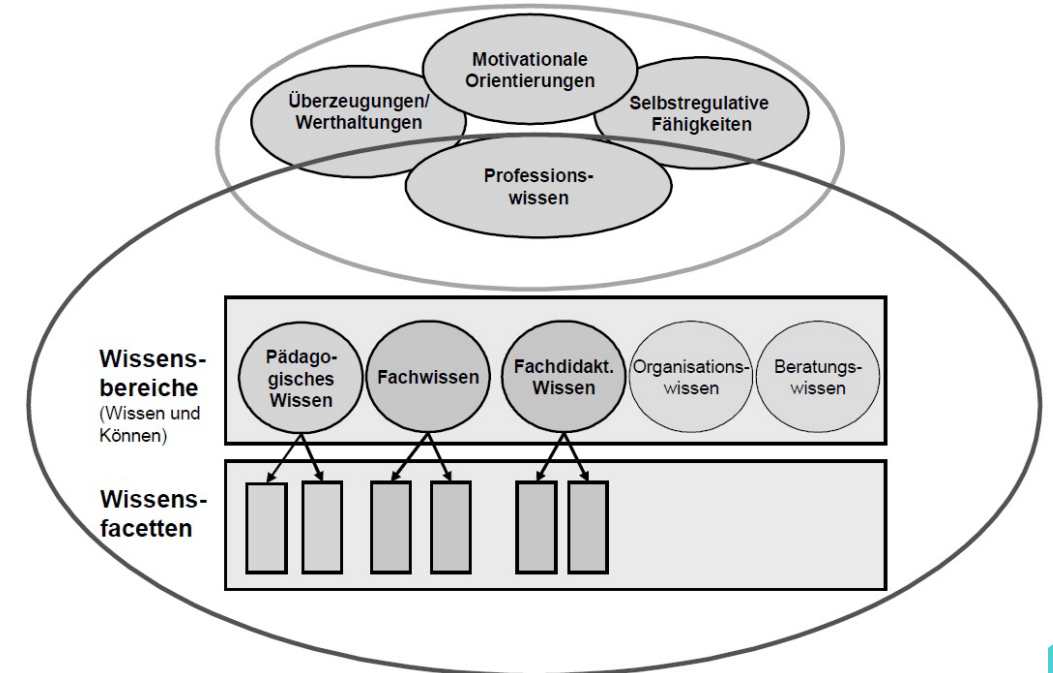 Motivationale
Orientierungen
Überzeugungen/
Werthaltungen
Selbstregulative
Fähigkeiten
Professions-
wissen
Wissens-
bereiche
(Wissen und
Können)
Pädago-
gisches
Wissen
Fachwissen
Fachdidakt.
Wissen
Organisations-
wissen
Beratungs-
wissen
Wissens-
facetten